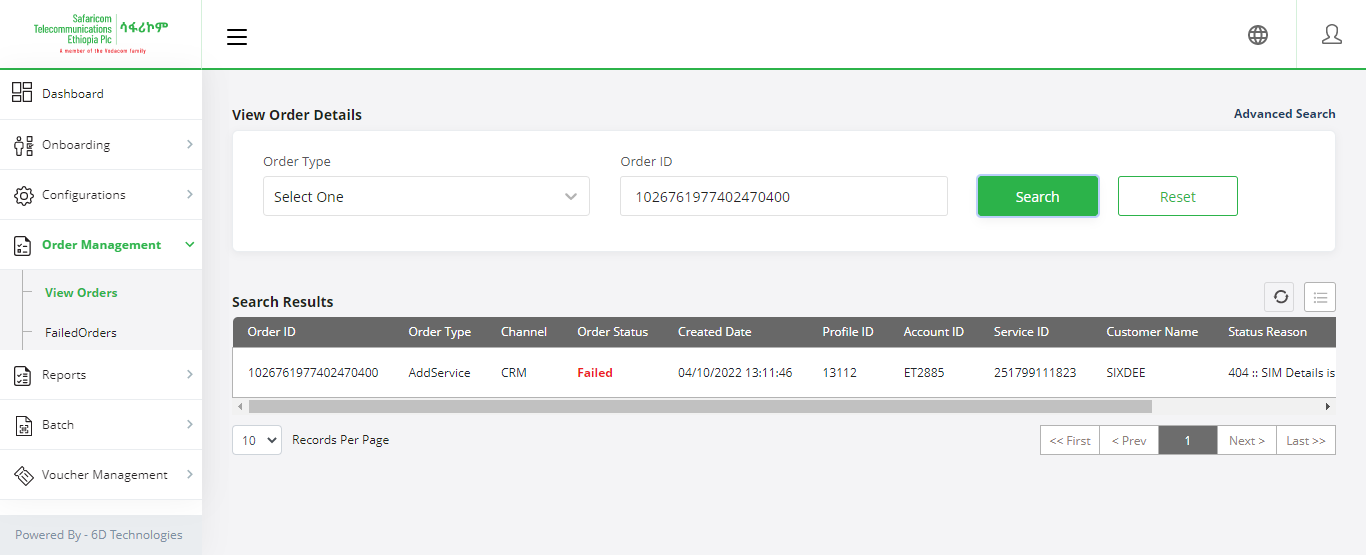 Safaricom
Telecommunications
Ethiopia Plc
ሳፋሪኮም
A member of the Vodacom family
Dashboard
Onboarding
Configurations
Order Management
View Orders
FailedOrders
Reports
Batch
Voucher Management
Powered By - 6D Technologies
View Order Details
Advanced Search
Order Type
Order ID
Select One
1026761977402470400
Search
Reset
Search Results
Order ID Order Type Channel Order Status Created Date Profile ID Account ID Service ID Customer Name Status Reason
1026761977402470400 AddService CRM Failed 04/10/2022 13:11:46 13112 ET2885 251799111823 SIXDEE 404 :: SIM Details is
10 Records Per Page
<< First < Prev 1 Next > Last >>